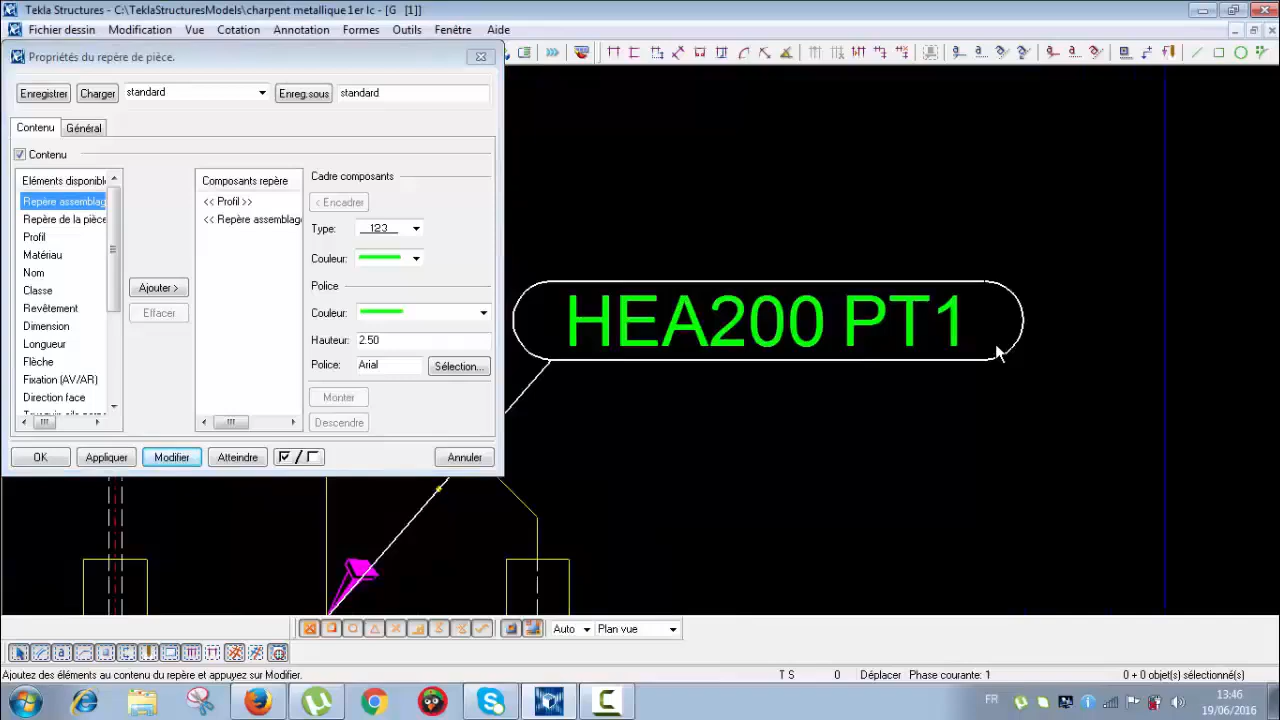 Tekla Structures - C:\TeklaStructuresModels\charpent metallique1er lc - [G   [1]]
Fichier dessin Modification Vue Cotation Annotation Formes Outils Options Fenêtre Aide
Propriétés du repère de pièce.
Enregistrer Charger standard Enreg.sous standard
Contenu Général
Contenu
Eléments disponibl
Repère assemblag
Repère de la pièce
Profil
Matériau
Nom
Classe
Revêtement
Dimension
Longueur
Flèche
Fixation (AV/AR)
Direction face
Ajouter >
Effacer
Composants repère
<< Profil >>
<< Repère assemblage
Cadre composants
< Encadrer
Type: 123
Couleur:
Police
Couleur:
Hauteur: 2.50
Police: Arial Sélection...
Monter
Descendre
OK Appliquer Modifier Atteindre / Annuler
HEA200 PT1
Auto Plan vue
Ajoutez des éléments au contenu du repère et appuyez sur Modifier.
T S 0 Déplacer Phase courante: 1 0 + 0 objet(s) sélectionné(s)
FR 13:46
19/06/2016